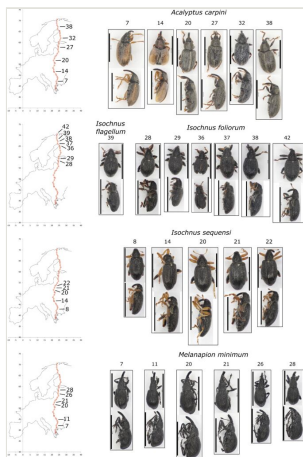 Acalyptus carpini
7 14 20 27 32 38
38
32
27
20
14
7
Isochnus flagellum
Isochnus foliorum
39 28 29 36 37 38 42
42
39
38
37
36
29
28
Isochnus sequensi
8 14 20 21 22
22
21
20
14
8
Melanapion minimum
7 11 20 21 26 28
28
26
21
20
11
7